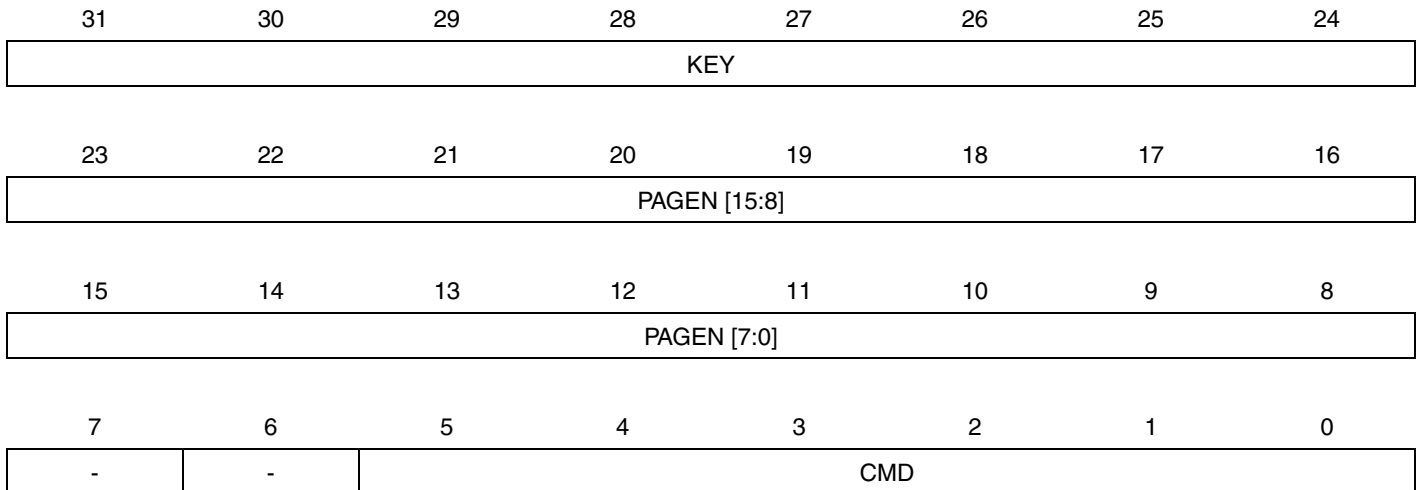 31 30 29 28 27 26 25 24
KEY
23 22 21 20 19 18 17 16
PAGEN [15:8]
15 14 13 12 11 10 9 8
PAGEN [7:0]
7 6 5 4 3 2 1 0
- - CMD